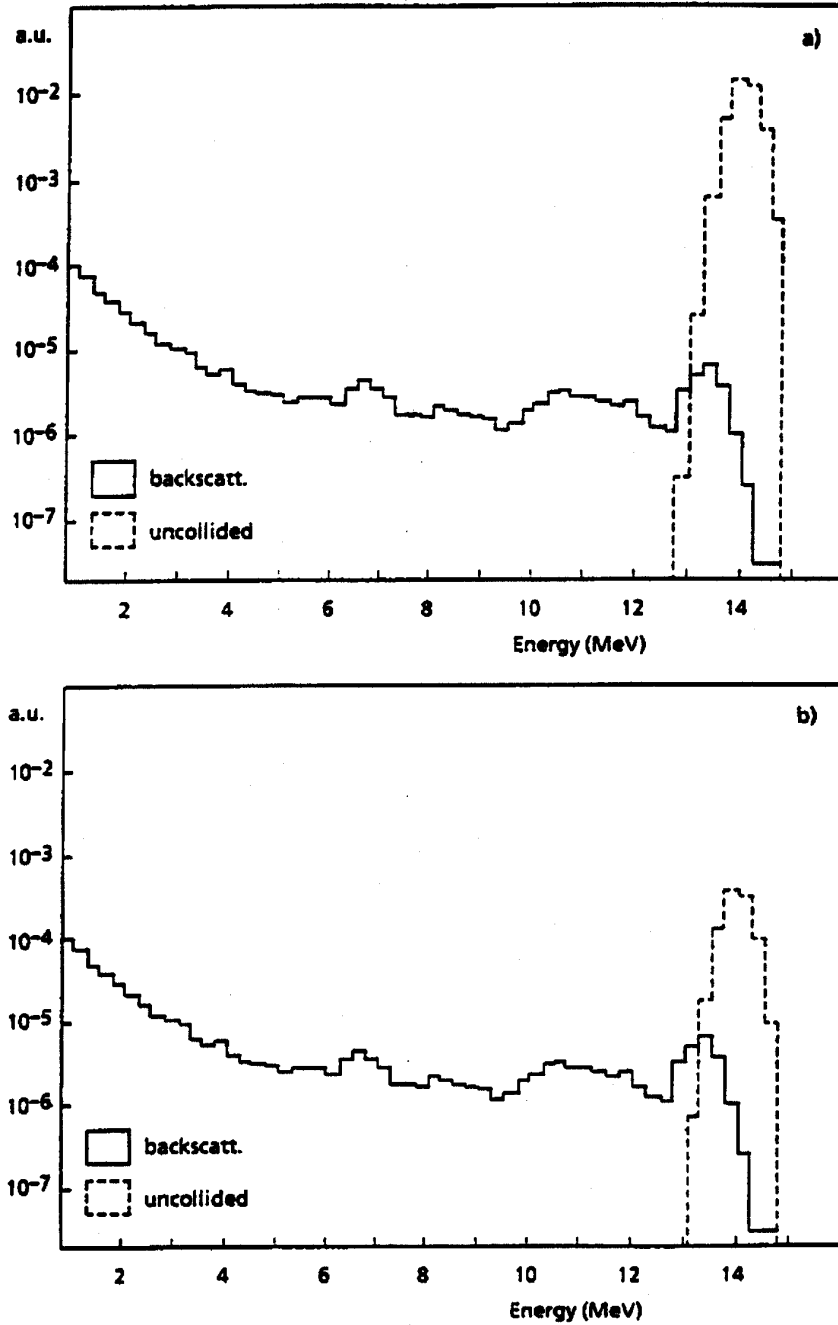 a.u.
a)
10⁻²
10⁻³
10⁻⁴
10⁻⁵
10⁻⁶
10⁻⁷
backscatt.
uncollided
2 4 6 8 10 12 14
Energy (MeV)
a.u.
b)
10⁻²
10⁻³
10⁻⁴
10⁻⁵
10⁻⁶
10⁻⁷
backscatt.
uncollided
2 4 6 8 10 12 14
Energy (MeV)